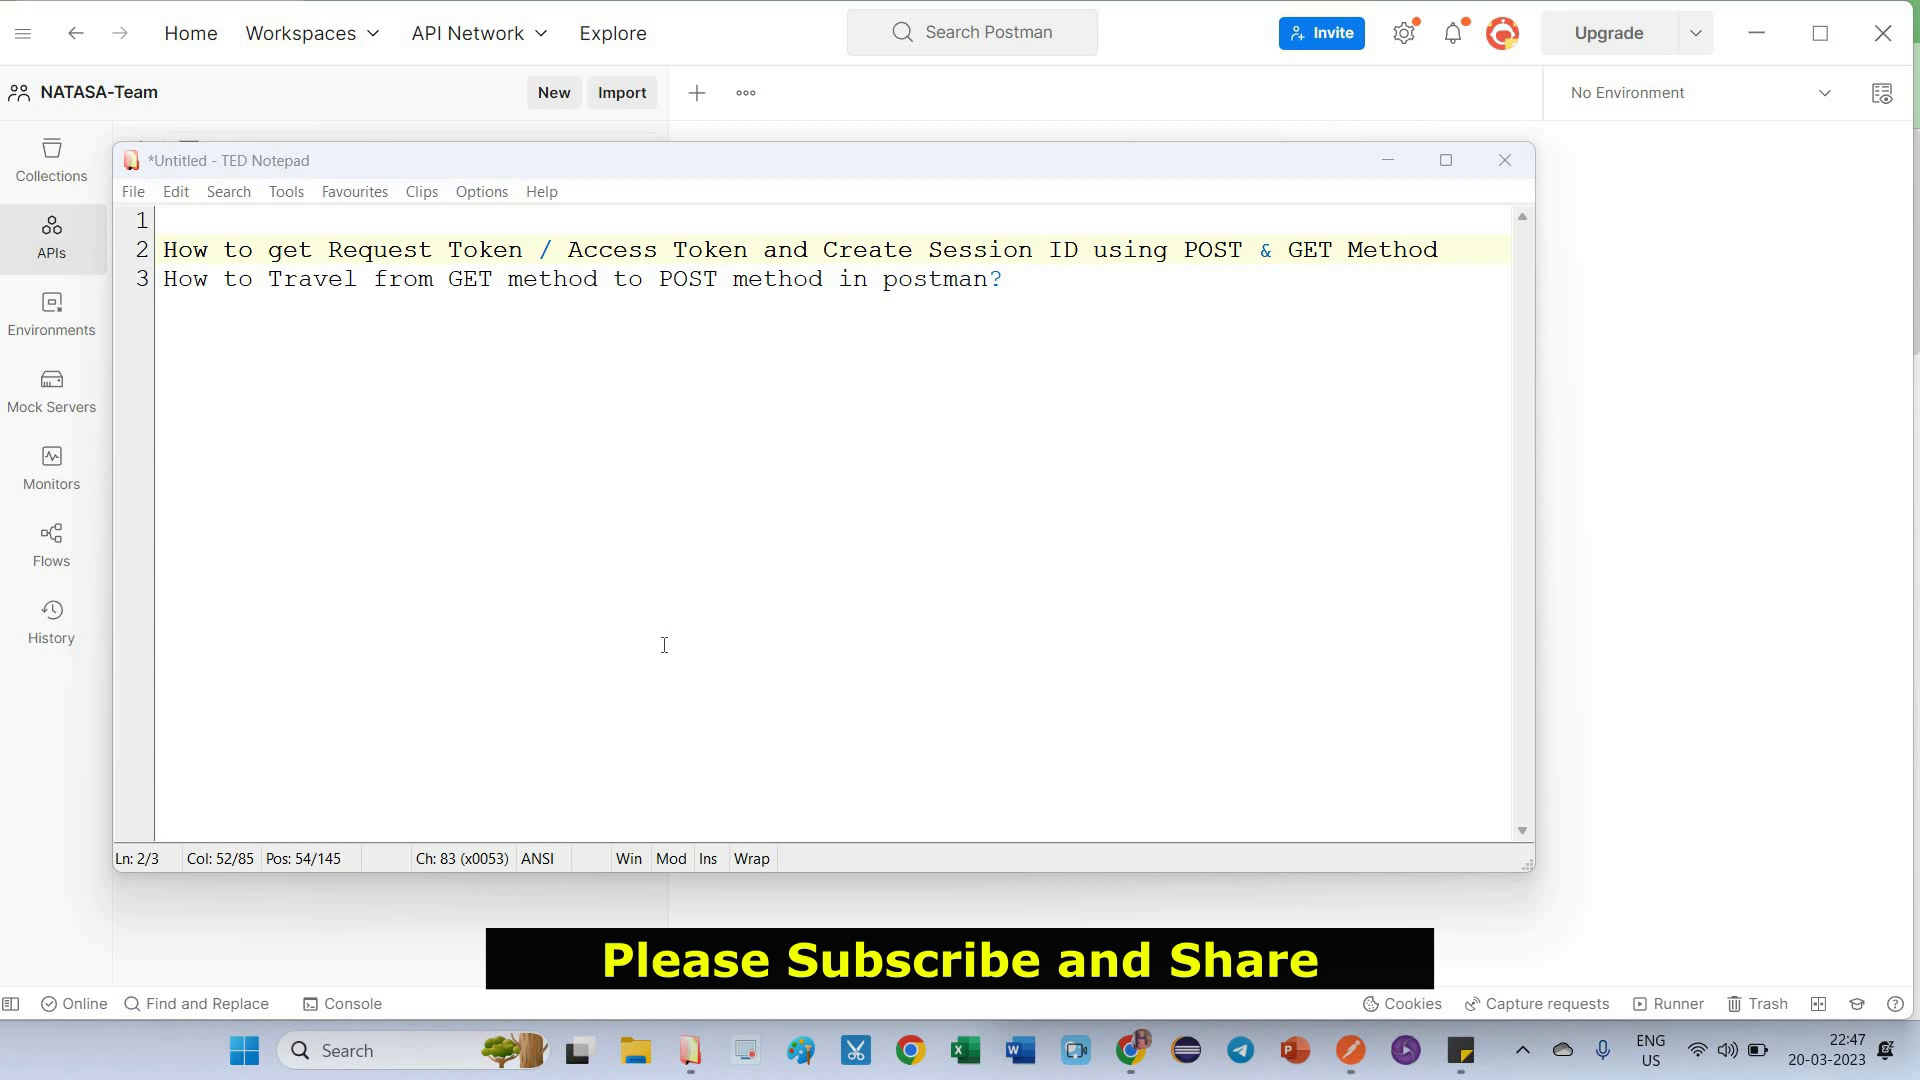 Home Workspaces API Network Explore Search Postman Invite Upgrade
NATASA-Team New Import No Environment
Collections
APIs
Environments
Mock Servers
Monitors
Flows
History
*Untitled - TED Notepad
File Edit Search Tools Favourites Clips Options Help
1
2 How to get Request Token / Access Token and Create Session ID using POST & GET Method
3 How to Travel from GET method to POST method in postman?
Ln: 2/3 Col: 52/85 Pos: 54/145 Ch: 83 (x0053) ANSI Win Mod Ins Wrap
Please Subscribe and Share
Online Find and Replace Console Cookies Capture requests Runner Trash
Search ENG 22:47
US 20-03-2023